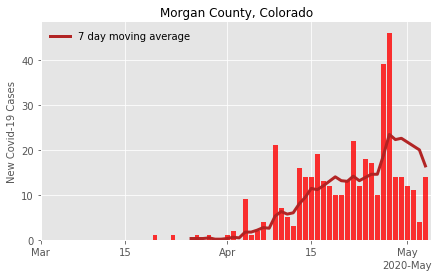 Morgan County, Colorado
7 day moving average
New Covid-19 Cases
40
30
20
10
0
Mar
15
Apr
15
May
2020-May